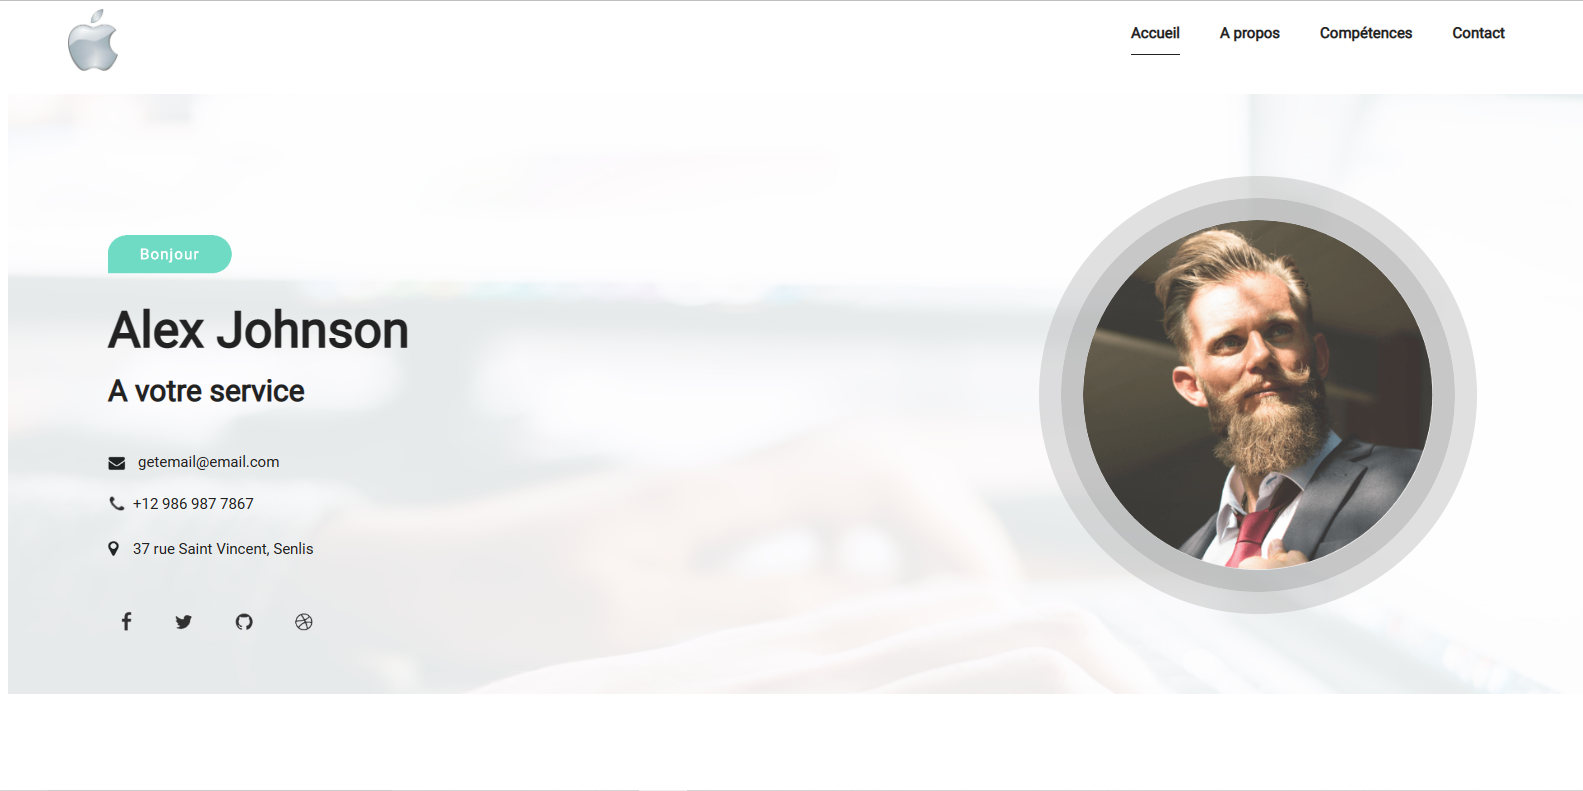 Accueil A propos Compétences Contact
Bonjour
Alex Johnson
A votre service
getemail@email.com
+12 986 987 7867
37 rue Saint Vincent, Senlis